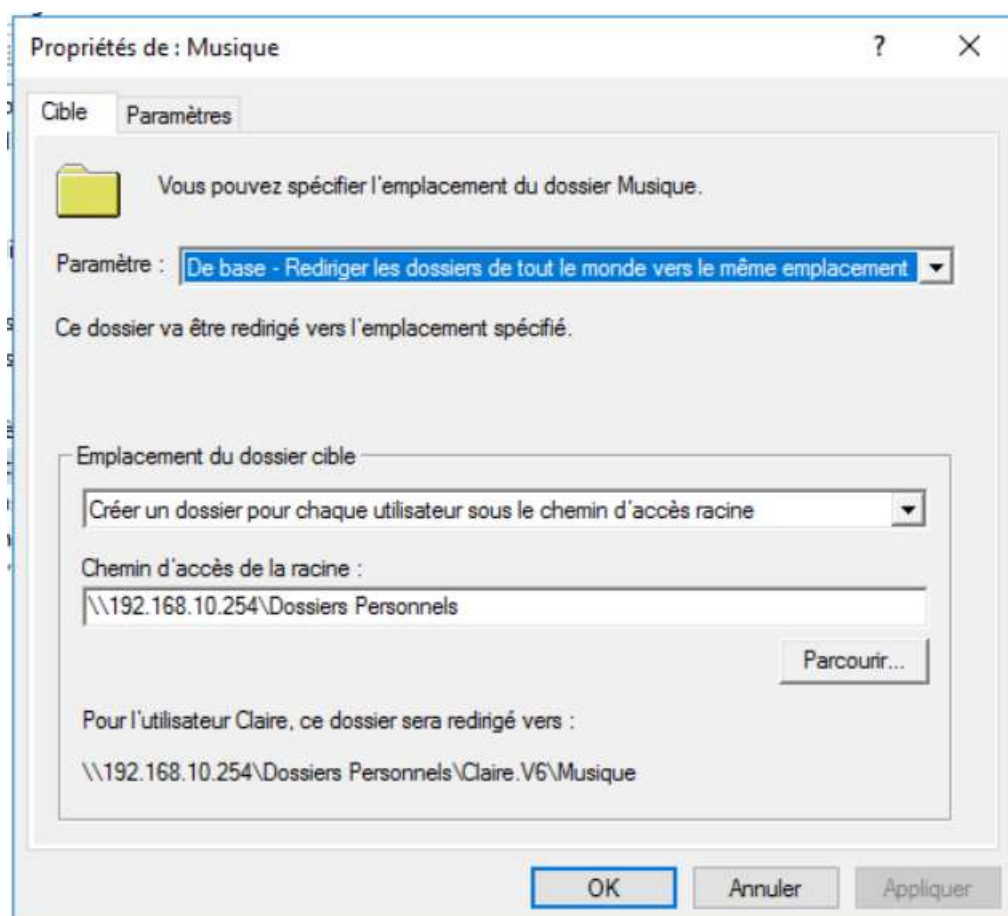 Propriétés de : Musique
?
Cible
Paramètres
Vous pouvez spécifier l'emplacement du dossier Musique.
Paramètre :
De base - Rediriger les dossiers de tout le monde vers le même emplacement
Ce dossier va être redirigé vers l'emplacement spécifié.
Emplacement du dossier cible
Créer un dossier pour chaque utilisateur sous le chemin d'accès racine
Chemin d'accès de la racine :
\\192.168.10.254\Dossiers Personnels
Parcourir...
Pour l'utilisateur Claire, ce dossier sera redirigé vers :
\\192.168.10.254\Dossiers Personnels\Claire.V6\Musique
OK
Annuler
Appliquer